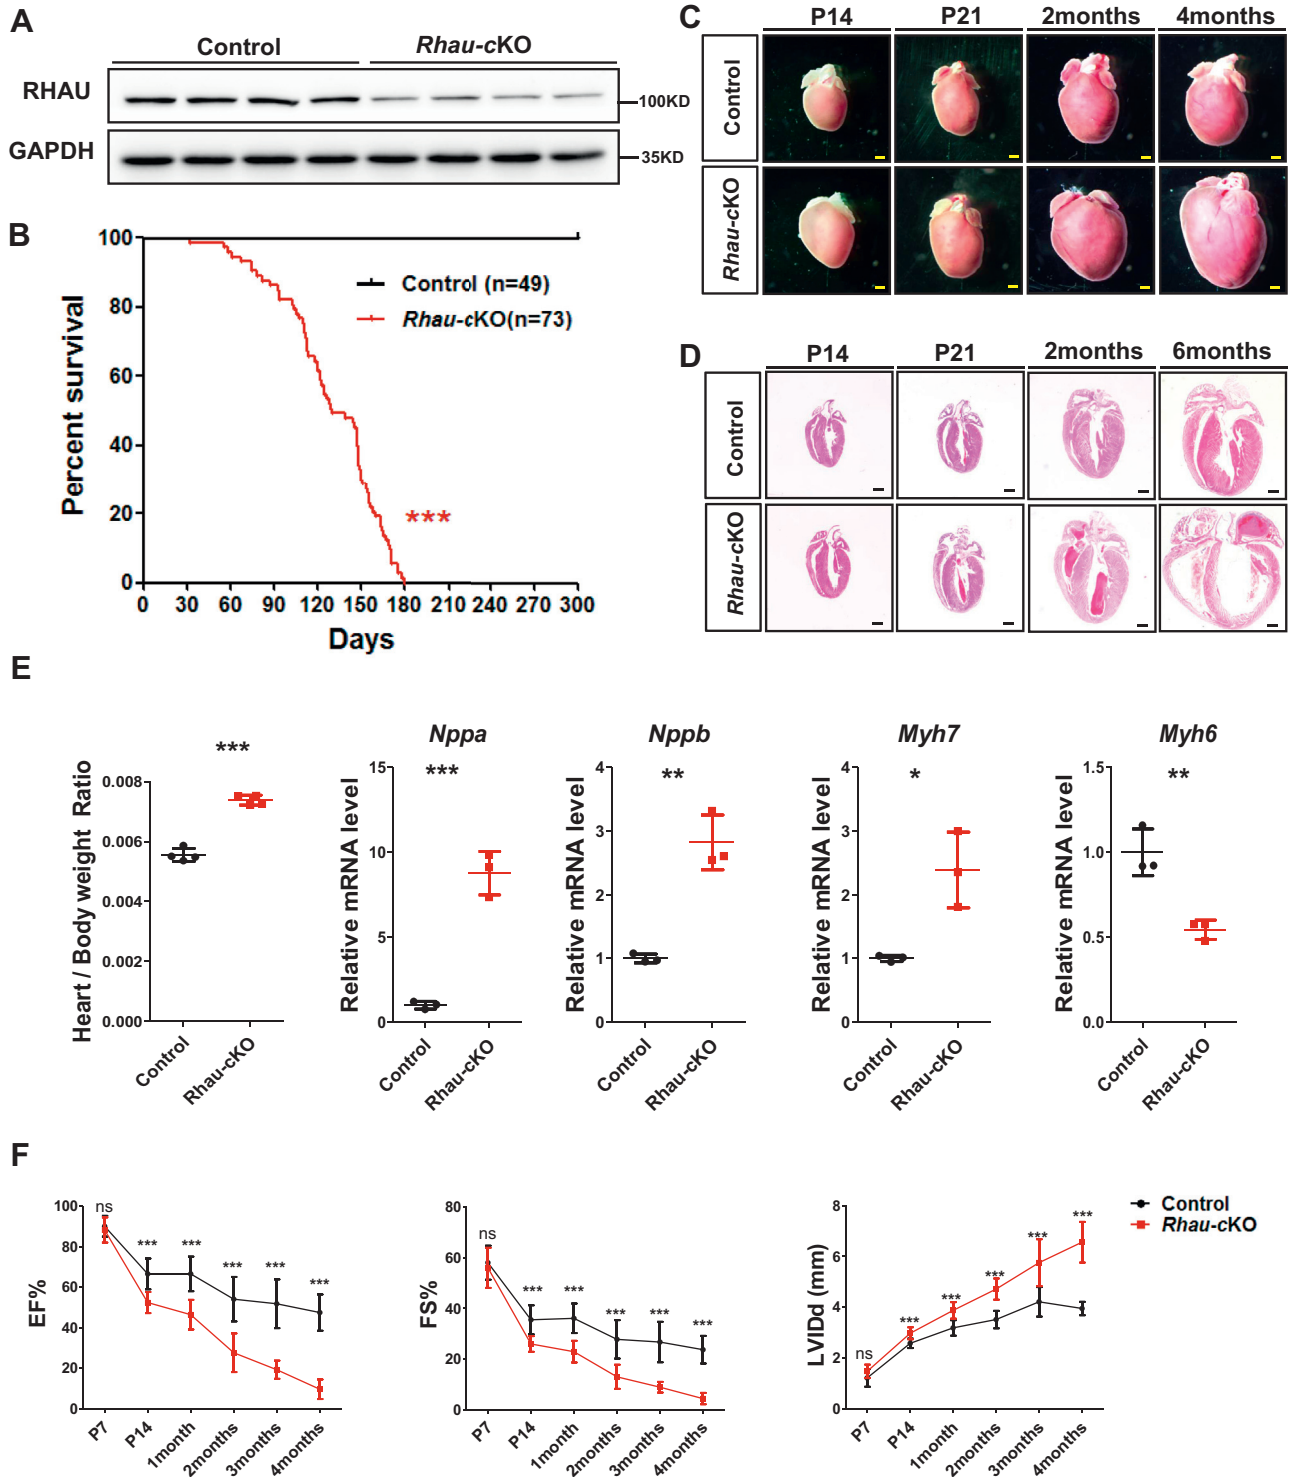 A
Control
Rhau-cKO
RHAU
100KD
GAPDH
35KD
B
100
80
60
40
20
0
Percent survival
Control (n=49)
Rhau-cKO(n=73)
***
0 30 60 90 120 150 180 210 240 270 300
Days
C
P14 P21 2months 4months
Control
Rhau-cKO
D
P14 P21 2months 6months
Control
Rhau-cKO
E
***
Heart / Body weight Ratio
0.008
0.006
0.004
0.002
0.000
Control
Rhau-cKO
Nppa
***
Relative mRNA level
15
10
5
0
Control
Rhau-cKO
Nppb
**
Relative mRNA level
4
3
2
1
0
Control
Rhau-cKO
Myh7
*
Relative mRNA level
4
3
2
1
0
Control
Rhau-cKO
Myh6
**
Relative mRNA level
1.5
1.0
0.5
0.0
Control
Rhau-cKO
F
EF%
100
80
60
40
20
0
ns *** *** *** *** ***
P7 P14 1month 2months 3months 4months
FS%
80
60
40
20
0
ns *** *** *** *** ***
P7 P14 1month 2months 3months 4months
LVIDd (mm)
8
6
4
2
0
ns *** *** *** *** ***
P7 P14 1month 2months 3months 4months
Control
Rhau-cKO